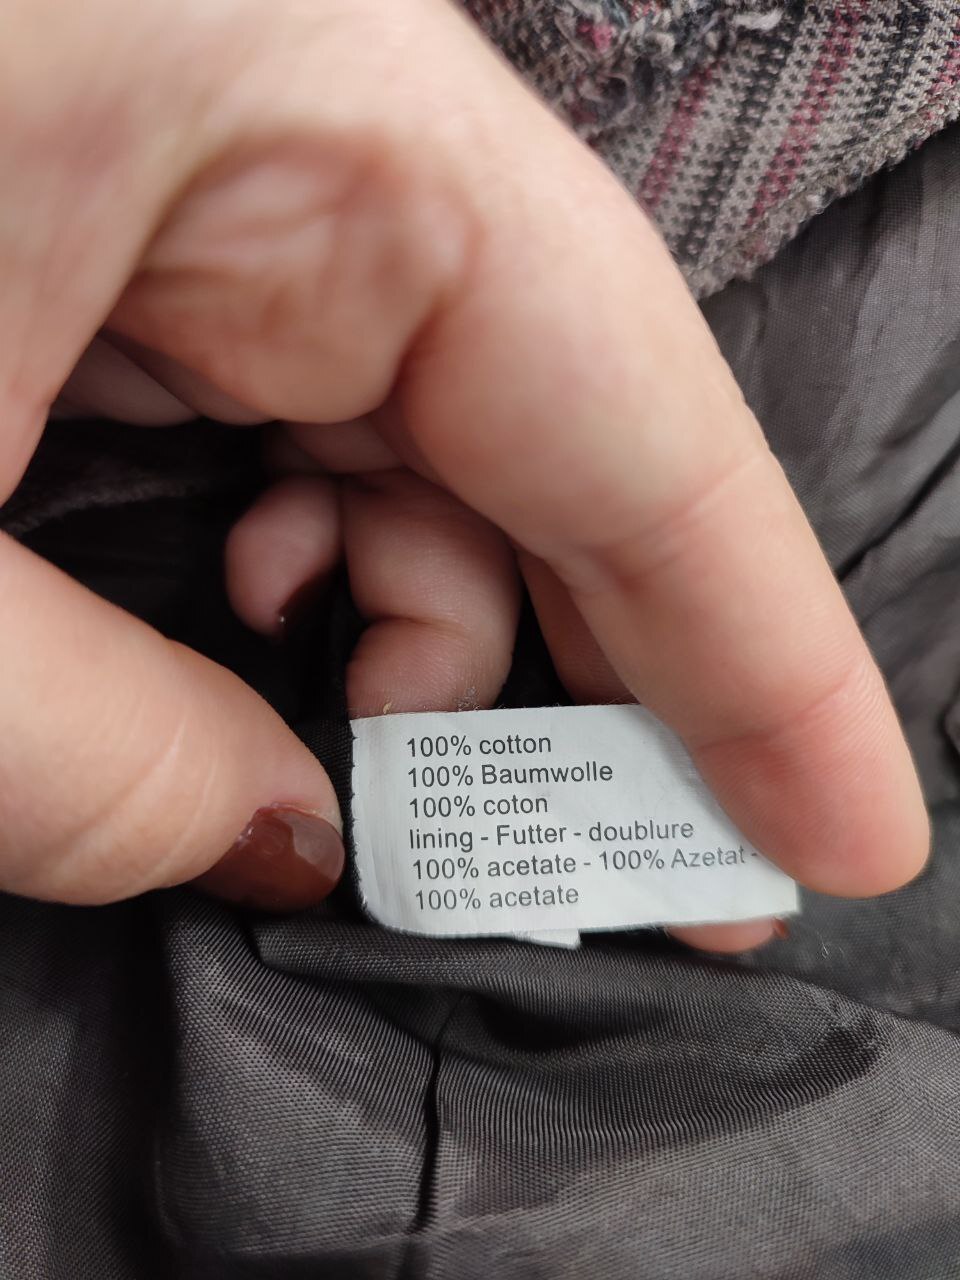 100% cotton
100% Baumwolle
100% coton
lining - Futter - doublure
100% acetate - 100% Azetat -
100% acetate